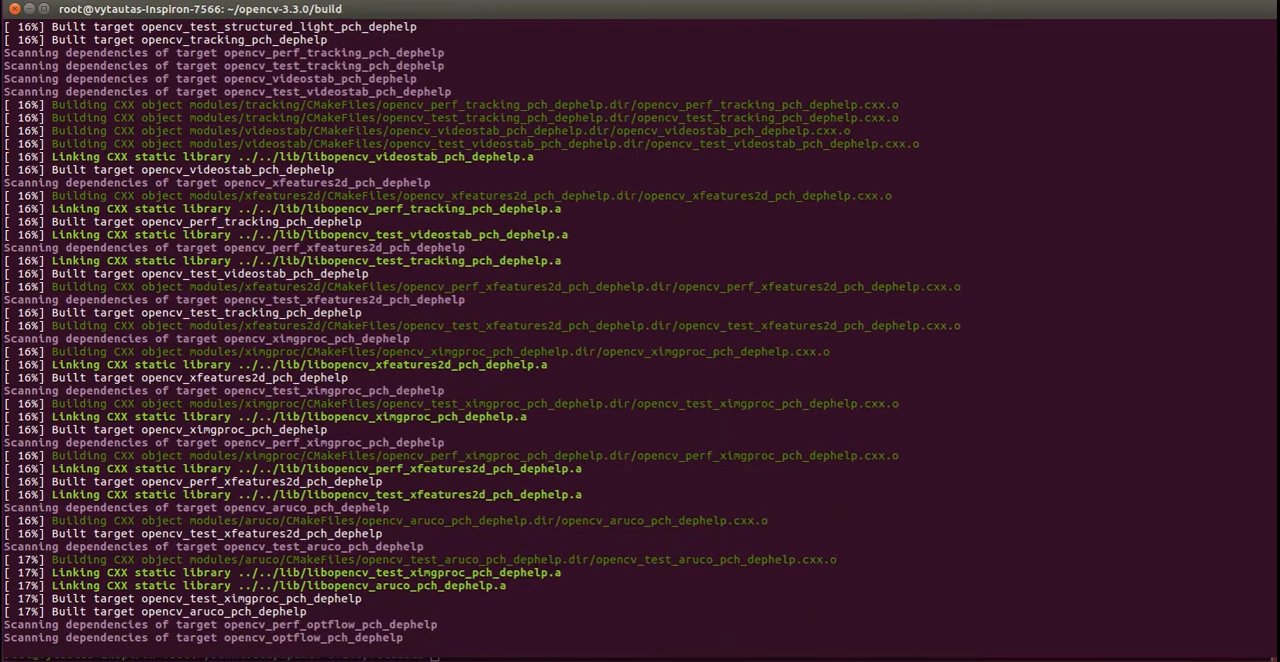 root@vytautas-Inspiron-7566: ~/opencv-3.3.0/build
[ 16%] Built target opencv_test_structured_light_pch_dephelp
[ 16%] Built target opencv_tracking_pch_dephelp
Scanning dependencies of target opencv_perf_tracking_pch_dephelp
Scanning dependencies of target opencv_test_tracking_pch_dephelp
Scanning dependencies of target opencv_videostab_pch_dephelp
Scanning dependencies of target opencv_test_videostab_pch_dephelp
[ 16%] Building CXX object modules/tracking/CMakeFiles/opencv_perf_tracking_pch_dephelp.dir/opencv_perf_tracking_pch_dephelp.cxx.o
[ 16%] Building CXX object modules/tracking/CMakeFiles/opencv_test_tracking_pch_dephelp.dir/opencv_test_tracking_pch_dephelp.cxx.o
[ 16%] Building CXX object modules/videostab/CMakeFiles/opencv_videostab_pch_dephelp.dir/opencv_videostab_pch_dephelp.cxx.o
[ 16%] Building CXX object modules/videostab/CMakeFiles/opencv_test_videostab_pch_dephelp.dir/opencv_test_videostab_pch_dephelp.cxx.o
[ 16%] Linking CXX static library ../../lib/libopencv_videostab_pch_dephelp.a
[ 16%] Built target opencv_videostab_pch_dephelp
Scanning dependencies of target opencv_xfeatures2d_pch_dephelp
[ 16%] Building CXX object modules/xfeatures2d/CMakeFiles/opencv_xfeatures2d_pch_dephelp.dir/opencv_xfeatures2d_pch_dephelp.cxx.o
[ 16%] Linking CXX static library ../../lib/libopencv_perf_tracking_pch_dephelp.a
[ 16%] Built target opencv_perf_tracking_pch_dephelp
[ 16%] Linking CXX static library ../../lib/libopencv_test_videostab_pch_dephelp.a
Scanning dependencies of target opencv_perf_xfeatures2d_pch_dephelp
[ 16%] Linking CXX static library ../../lib/libopencv_test_tracking_pch_dephelp.a
[ 16%] Built target opencv_test_videostab_pch_dephelp
[ 16%] Building CXX object modules/xfeatures2d/CMakeFiles/opencv_perf_xfeatures2d_pch_dephelp.dir/opencv_perf_xfeatures2d_pch_dephelp.cxx.o
Scanning dependencies of target opencv_test_xfeatures2d_pch_dephelp
[ 16%] Built target opencv_test_tracking_pch_dephelp
[ 16%] Building CXX object modules/xfeatures2d/CMakeFiles/opencv_test_xfeatures2d_pch_dephelp.dir/opencv_test_xfeatures2d_pch_dephelp.cxx.o
Scanning dependencies of target opencv_ximgproc_pch_dephelp
[ 16%] Building CXX object modules/ximgproc/CMakeFiles/opencv_ximgproc_pch_dephelp.dir/opencv_ximgproc_pch_dephelp.cxx.o
[ 16%] Linking CXX static library ../../lib/libopencv_xfeatures2d_pch_dephelp.a
[ 16%] Built target opencv_xfeatures2d_pch_dephelp
Scanning dependencies of target opencv_test_ximgproc_pch_dephelp
[ 16%] Building CXX object modules/ximgproc/CMakeFiles/opencv_test_ximgproc_pch_dephelp.dir/opencv_test_ximgproc_pch_dephelp.cxx.o
[ 16%] Linking CXX static library ../../lib/libopencv_ximgproc_pch_dephelp.a
[ 16%] Built target opencv_ximgproc_pch_dephelp
Scanning dependencies of target opencv_perf_ximgproc_pch_dephelp
[ 16%] Building CXX object modules/ximgproc/CMakeFiles/opencv_perf_ximgproc_pch_dephelp.dir/opencv_perf_ximgproc_pch_dephelp.cxx.o
[ 16%] Linking CXX static library ../../lib/libopencv_perf_xfeatures2d_pch_dephelp.a
[ 16%] Built target opencv_perf_xfeatures2d_pch_dephelp
[ 16%] Linking CXX static library ../../lib/libopencv_test_xfeatures2d_pch_dephelp.a
Scanning dependencies of target opencv_aruco_pch_dephelp
[ 16%] Building CXX object modules/aruco/CMakeFiles/opencv_aruco_pch_dephelp.dir/opencv_aruco_pch_dephelp.cxx.o
[ 16%] Built target opencv_test_xfeatures2d_pch_dephelp
Scanning dependencies of target opencv_test_aruco_pch_dephelp
[ 17%] Building CXX object modules/aruco/CMakeFiles/opencv_test_aruco_pch_dephelp.dir/opencv_test_aruco_pch_dephelp.cxx.o
[ 17%] Linking CXX static library ../../lib/libopencv_test_ximgproc_pch_dephelp.a
[ 17%] Linking CXX static library ../../lib/libopencv_aruco_pch_dephelp.a
[ 17%] Built target opencv_test_ximgproc_pch_dephelp
[ 17%] Built target opencv_aruco_pch_dephelp
Scanning dependencies of target opencv_perf_optflow_pch_dephelp
Scanning dependencies of target opencv_optflow_pch_dephelp